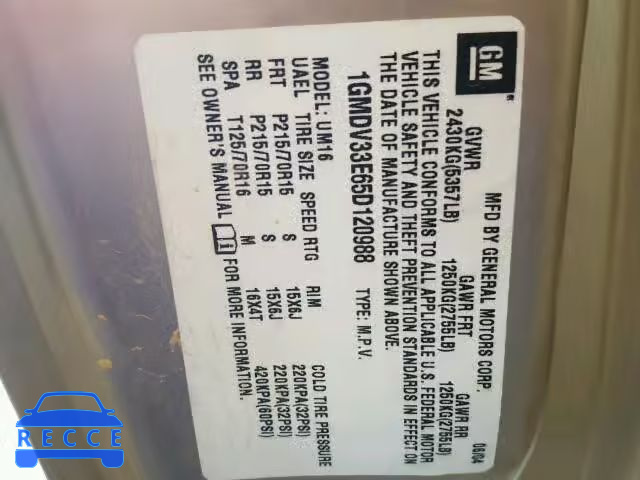 GM
MFD BY GENERAL MOTORS CORP. 06/04
GVWR GAWR FRT GAWR RR
2430KG(5357LB) 1250KG(2755LB) 1250KG(2755LB)
THIS VEHICLE CONFORMS TO ALL APPLICABLE U.S. FEDERAL MOTOR
VEHICLE SAFETY AND THEFT PREVENTION STANDARDS IN EFFECT ON
THE DATE OF MANUFACTURE SHOWN ABOVE.
1GMDV33E65D120988 TYPE: M.P.V.
MODEL: UM16
UAEL TIRE SIZE SPEED RTG RIM COLD TIRE PRESSURE
FRT P215/70R15 S 15X6J 220KPA(32PSI)
RR P215/70R15 S 15X6J 220KPA(32PSI)
SPA T125/70R16 M 16X4T 420KPA(60PSI)
SEE OWNER'S MANUAL FOR MORE INFORMATION.
RECCE